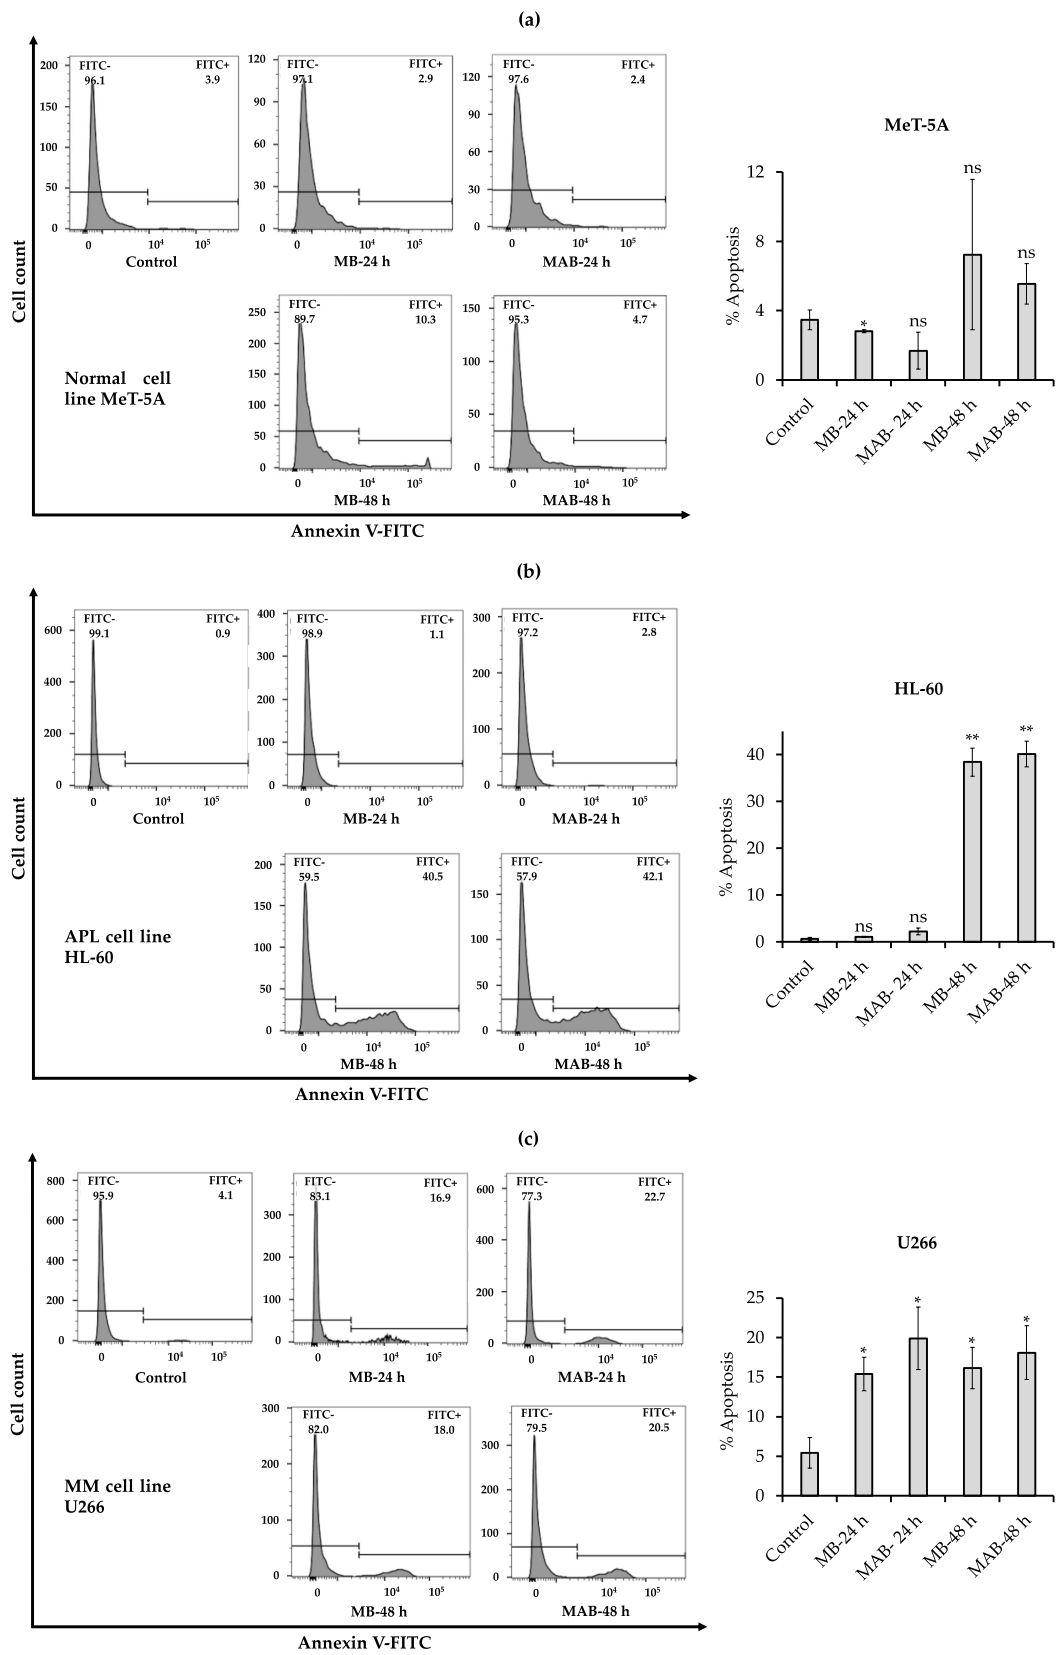 (a)
FITC- FITC+
96.1 3.9
200
150
100
50
0
0 10⁴ 10⁵
Control
FITC- FITC+
97.1 2.9
120
90
60
30
0
0 10⁴ 10⁵
MB-24 h
FITC- FITC+
97.6 2.4
120
90
60
30
0
0 10⁴ 10⁵
MAB-24 h
Normal cell
line MeT-5A
FITC- FITC+
89.7 10.3
250
200
150
100
50
0
0 10⁴ 10⁵
MB-48 h
FITC- FITC+
95.3 4.7
150
100
50
0
0 10⁴ 10⁵
MAB-48 h
Cell count
Annexin V-FITC
MeT-5A
% Apoptosis
12
8
4
0
* ns ns ns
Control
MB-24 h
MAB- 24 h
MB-48 h
MAB-48 h
(b)
FITC- FITC+
99.1 0.9
600
400
200
0
0 10⁴ 10⁵
Control
FITC- FITC+
98.9 1.1
400
300
200
100
0
0 10⁴ 10⁵
MB-24 h
FITC- FITC+
97.2 2.8
300
200
100
0
0 10⁴ 10⁵
MAB-24 h
APL cell line
HL-60
FITC- FITC+
59.5 40.5
200
150
100
50
0
0 10⁴ 10⁵
MB-48 h
FITC- FITC+
57.9 42.1
150
100
50
0
0 10⁴ 10⁵
MAB-48 h
Cell count
Annexin V-FITC
HL-60
% Apoptosis
40
30
20
10
0
ns ns ** **
Control
MB-24 h
MAB- 24 h
MB-48 h
MAB-48 h
(c)
FITC- FITC+
95.9 4.1
800
600
400
200
0
0 10⁴ 10⁵
Control
FITC- FITC+
83.1 16.9
300
200
100
0
0 10⁴ 10⁵
MB-24 h
FITC- FITC+
77.3 22.7
600
400
200
0
0 10⁴ 10⁵
MAB-24 h
MM cell line
U266
FITC- FITC+
82.0 18.0
300
200
100
0
0 10⁴ 10⁵
MB-48 h
FITC- FITC+
79.5 20.5
300
200
100
0
0 10⁴ 10⁵
MAB-48 h
Cell count
Annexin V-FITC
U266
% Apoptosis
25
20
15
10
5
0
* * * *
Control
MB-24 h
MAB- 24 h
MB-48 h
MAB-48 h